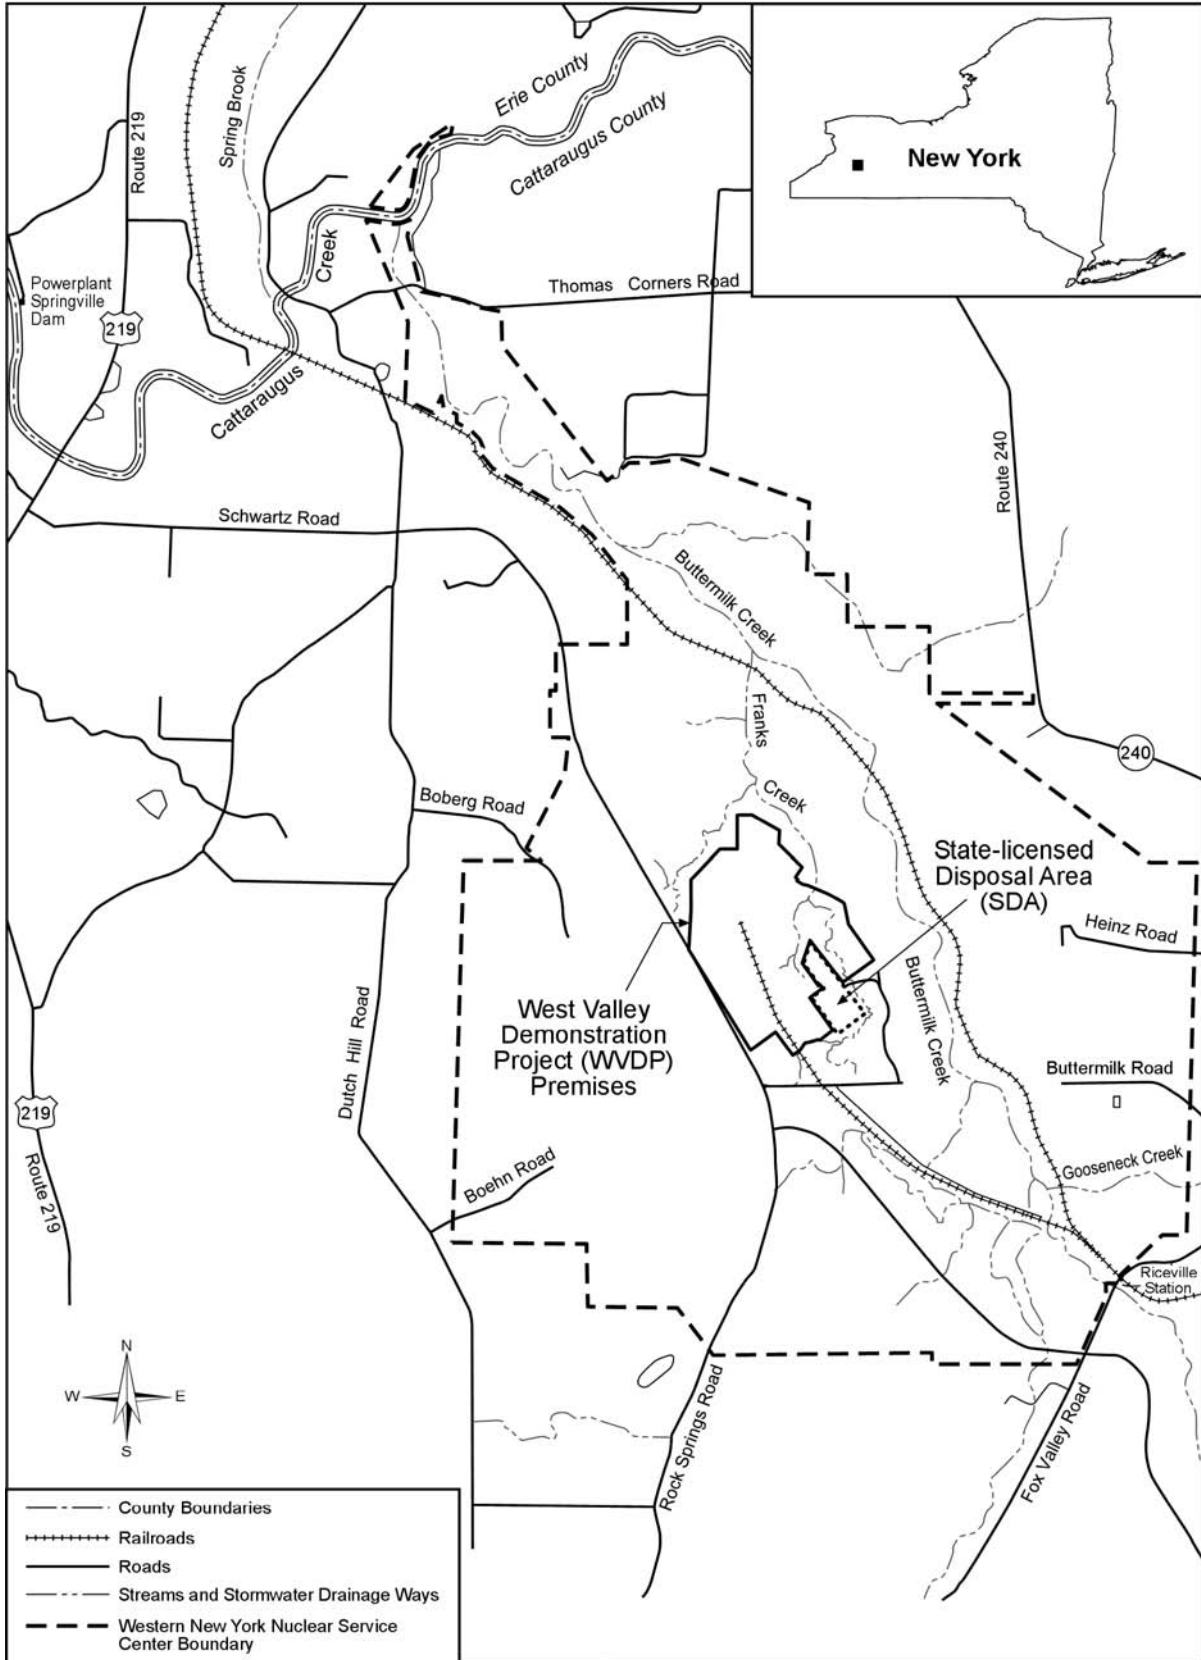 Erie County
Cattaraugus County
New York
Route 219
Spring Brook
Creek
Powerplant
Springville
Dam
219
Thomas Corners Road
Cattaraugus
Route 240
Schwartz Road
Buttermilk Creek
Franks
Creek
240
Boberg Road
State-licensed
Disposal Area
(SDA)
Heinz Road
West Valley
Demonstration
Project (WVDP)
Premises
Buttermilk Creek
Dutch Hill Road
Buttermilk Road
219
Route 219
Boehn Road
Gooseneck Creek
Riceville
Station
N
W
E
S
Rock Springs Road
Fox Valley Road
County Boundaries
Railroads
Roads
Streams and Stormwater Drainage Ways
Western New York Nuclear Service
Center Boundary